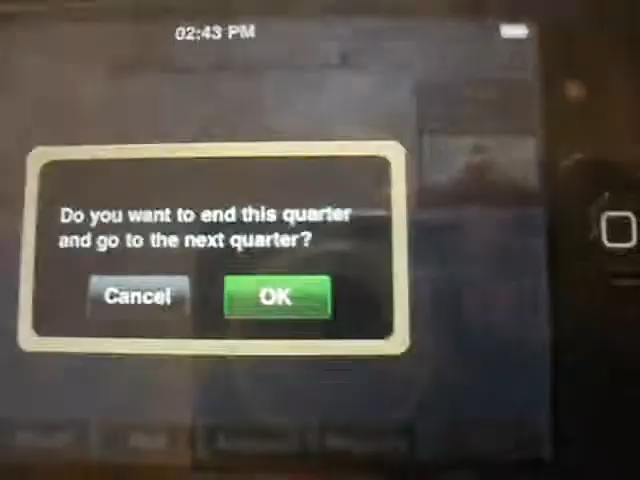 02:43 PM
Do you want to end this quarter
and go to the next quarter?
Cancel
OK